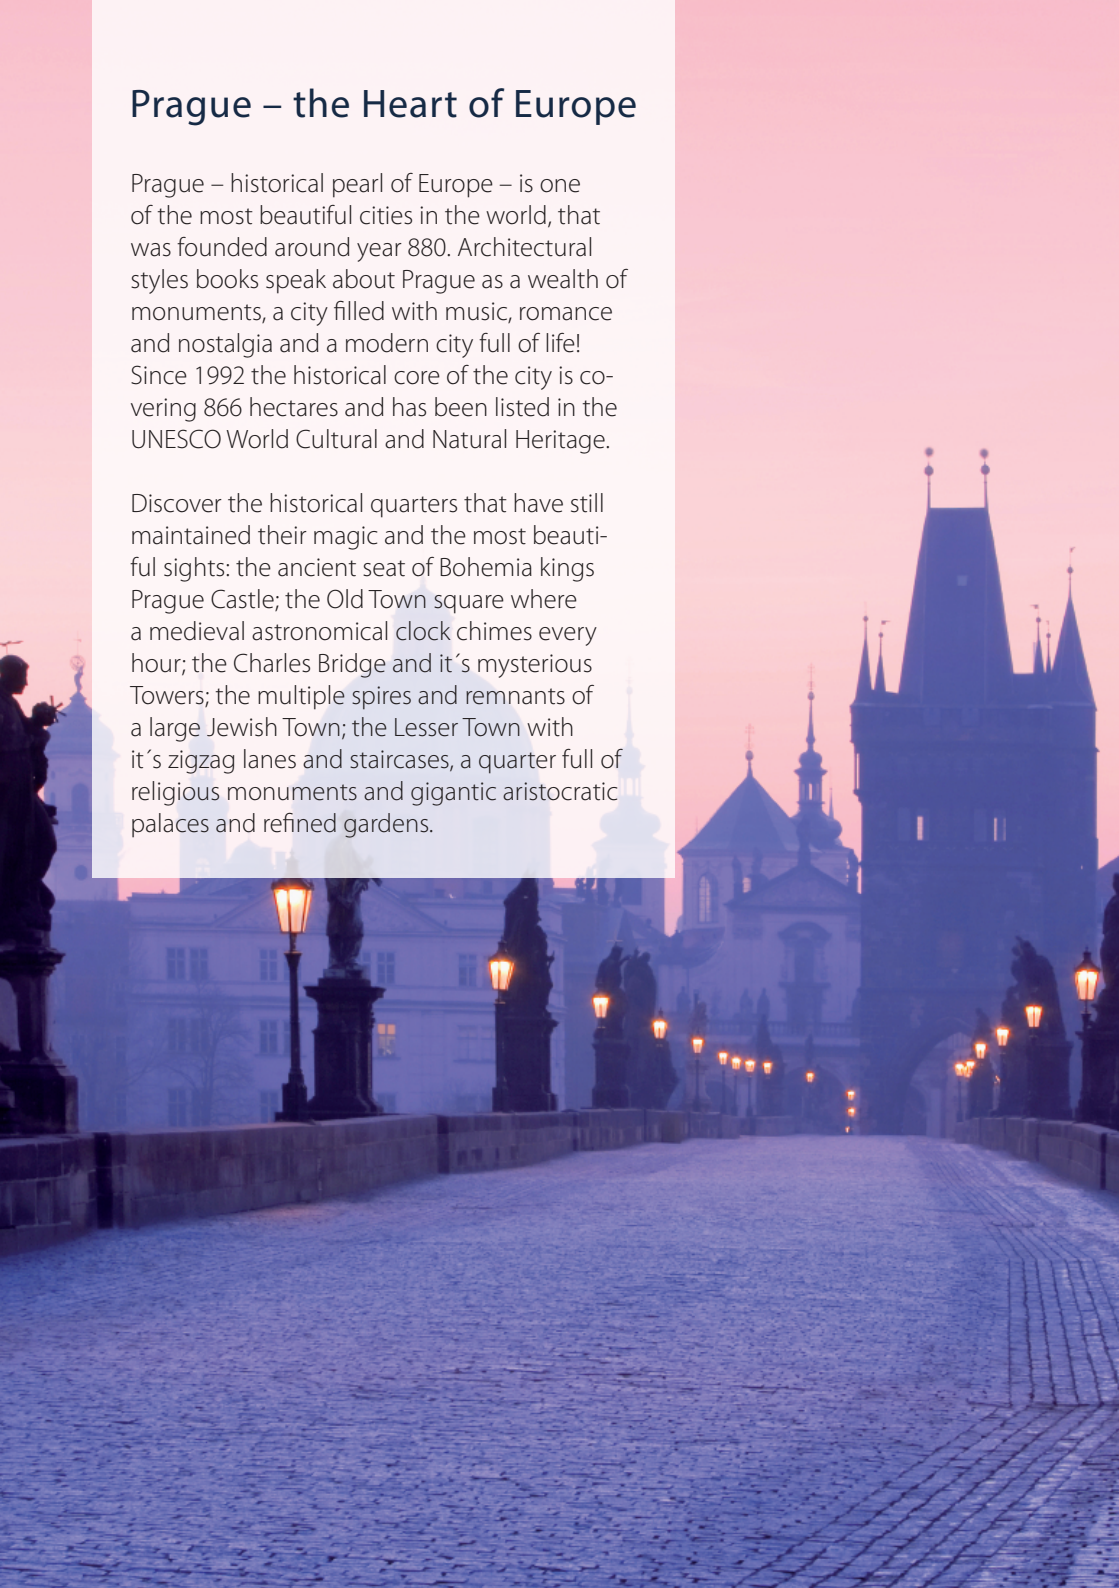 Prague – the Heart of Europe
Prague – historical pearl of Europe – is one
of the most beautiful cities in the world, that
was founded around year 880. Architectural
styles books speak about Prague as a wealth of
monuments, a city filled with music, romance
and nostalgia and a modern city full of life!
Since 1992 the historical core of the city is co-
vering 866 hectares and has been listed in the
UNESCO World Cultural and Natural Heritage.
Discover the historical quarters that have still
maintained their magic and the most beauti-
ful sights: the ancient seat of Bohemia kings
Prague Castle; the Old Town square where
a medieval astronomical clock chimes every
hour; the Charles Bridge and it´s mysterious
Towers; the multiple spires and remnants of
a large Jewish Town; the Lesser Town with
it´s zigzag lanes and staircases, a quarter full of
religious monuments and gigantic aristocratic
palaces and refined gardens.